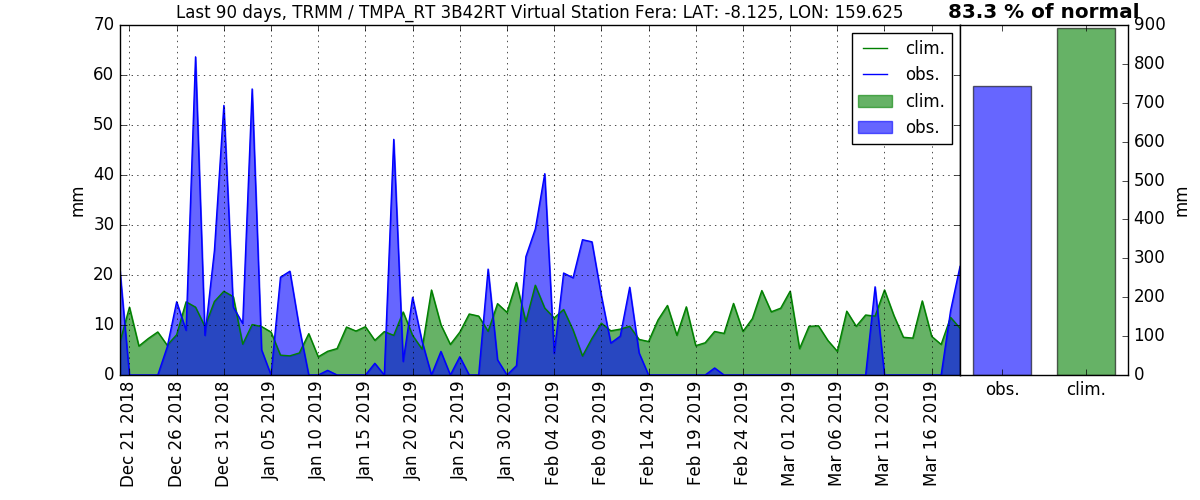 Last 90 days, TRMM / TMPA_RT 3B42RT Virtual Station Fera: LAT: -8.125, LON: 159.625
83.3 % of normal
70
60
50
40
30
20
10
0
mm
clim.
obs.
clim.
obs.
900
800
700
600
500
400
300
200
100
0
mm
Dec 21 2018
Dec 26 2018
Dec 31 2018
Jan 05 2019
Jan 10 2019
Jan 15 2019
Jan 20 2019
Jan 25 2019
Jan 30 2019
Feb 04 2019
Feb 09 2019
Feb 14 2019
Feb 19 2019
Feb 24 2019
Mar 01 2019
Mar 06 2019
Mar 11 2019
Mar 16 2019
obs.
clim.